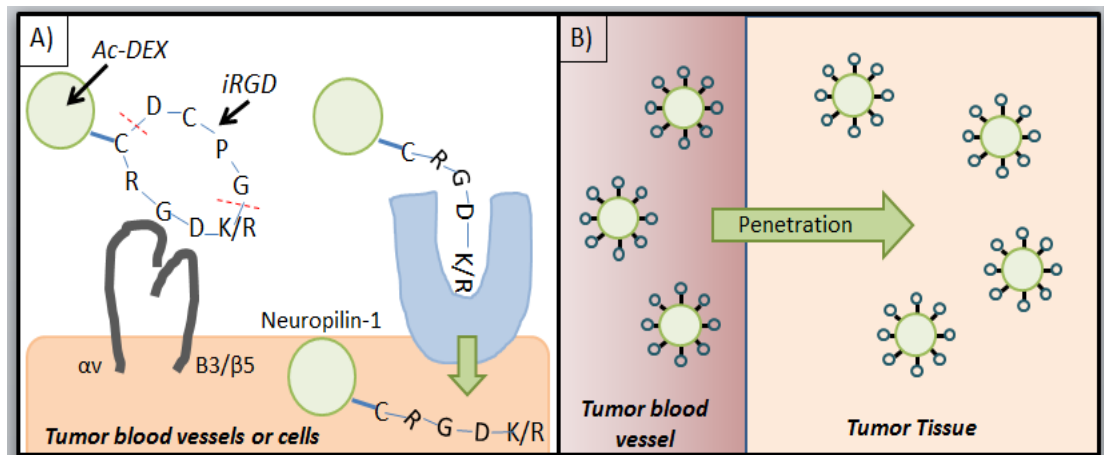 A)
Ac-DEX
iRGD
D C
C P
R G
G D K/R
C R G D K/R
αv
B3/β5
Neuropilin-1
C R G D K/R
Tumor blood vessels or cells
B)
Penetration
Tumor blood
vessel
Tumor Tissue